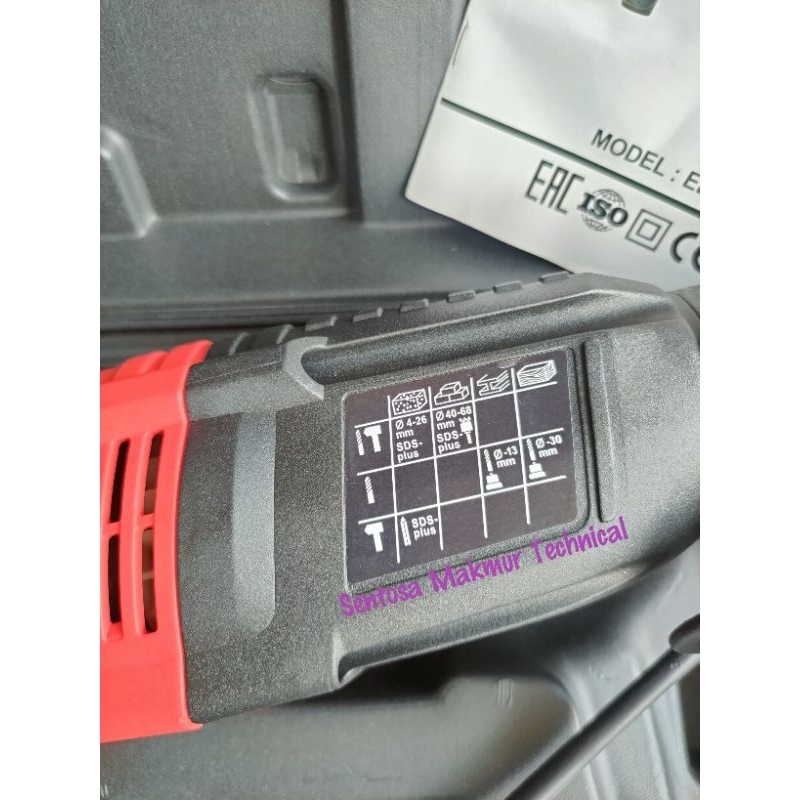 MODEL : E
EAC ISO CE
Ø 4-26 mm SDS-plus
Ø40-68 mm SDS-plus
Ø-13 mm
Ø-30 mm
SDS-plus
Sentosa Makmur Technical